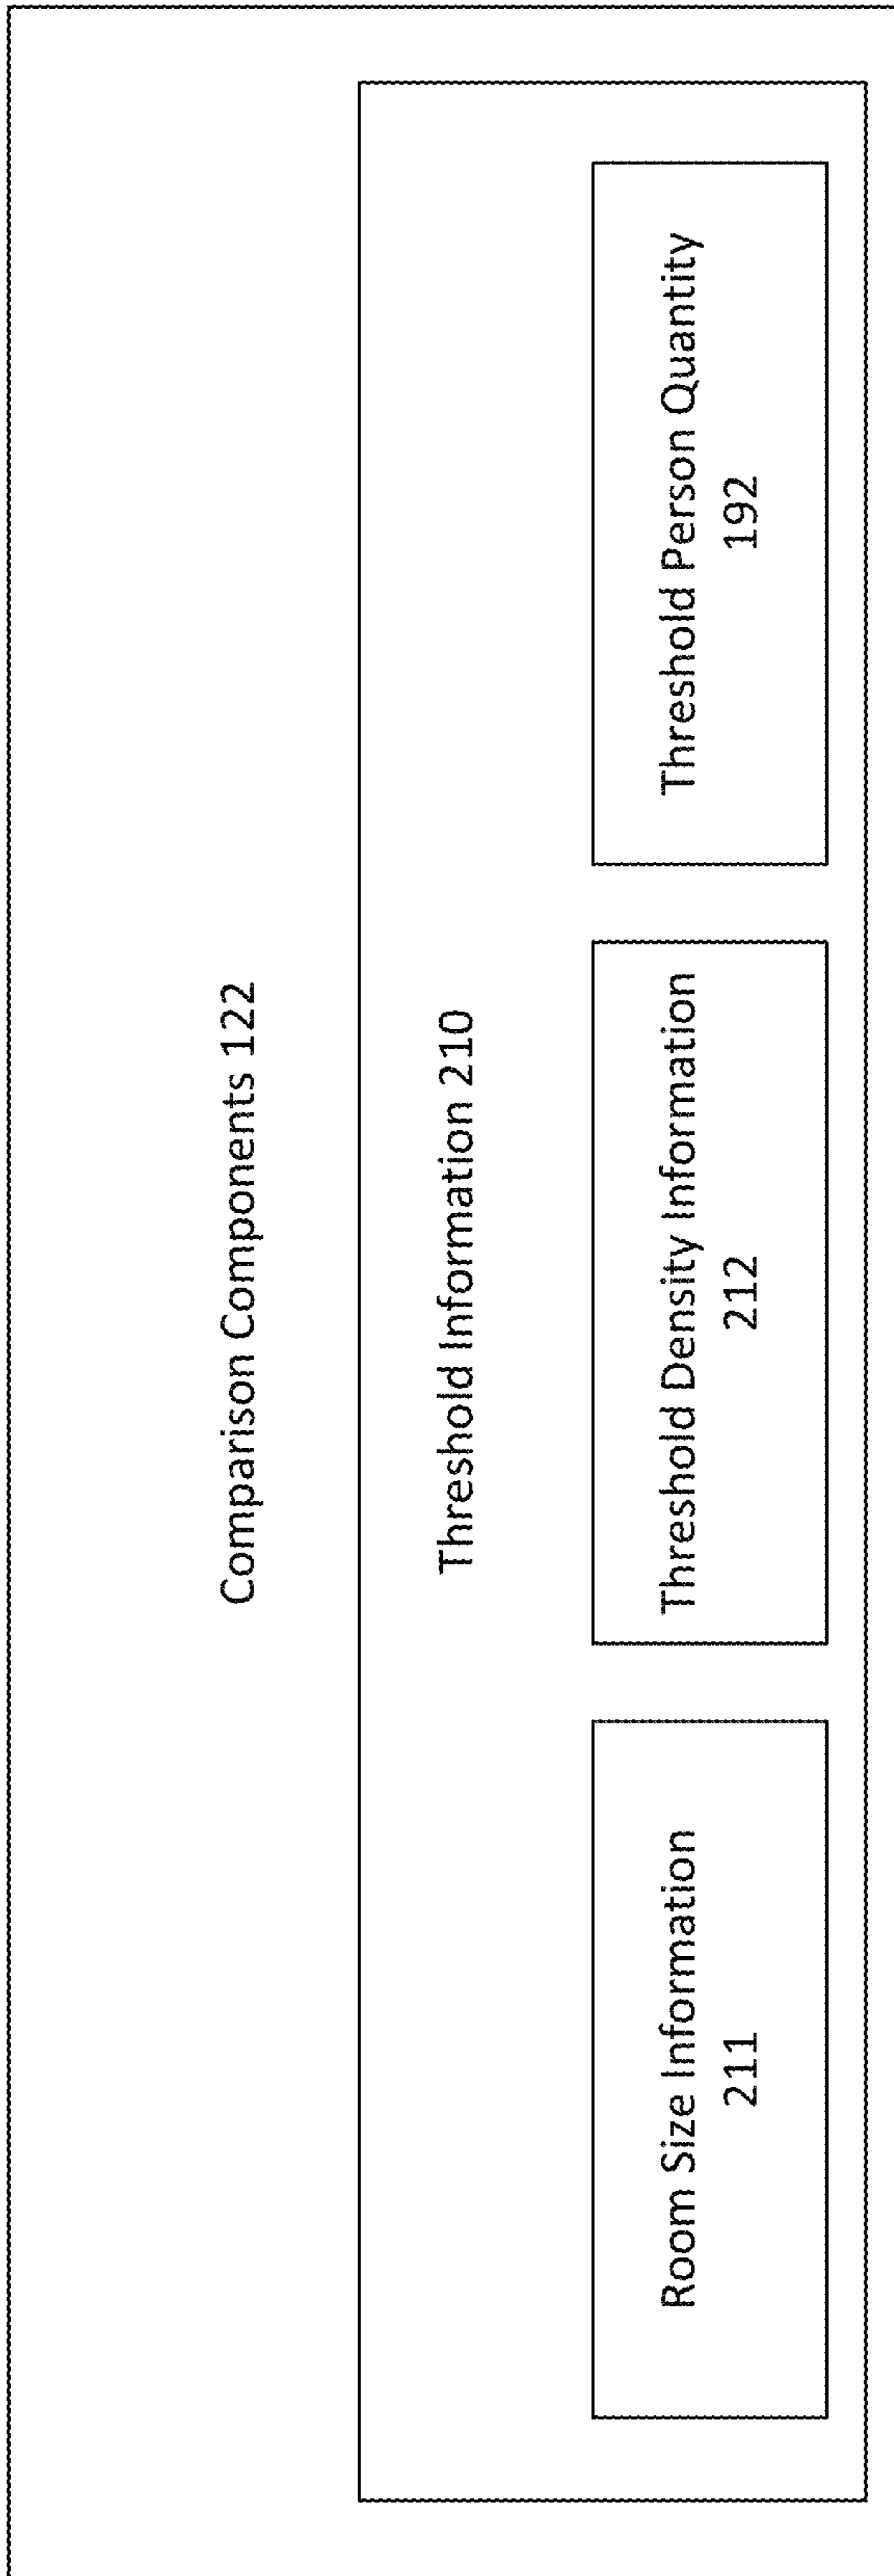 Comparison Components 122
Threshold Information 210
Room Size Information
211
Threshold Density Information
212
Threshold Person Quantity
192